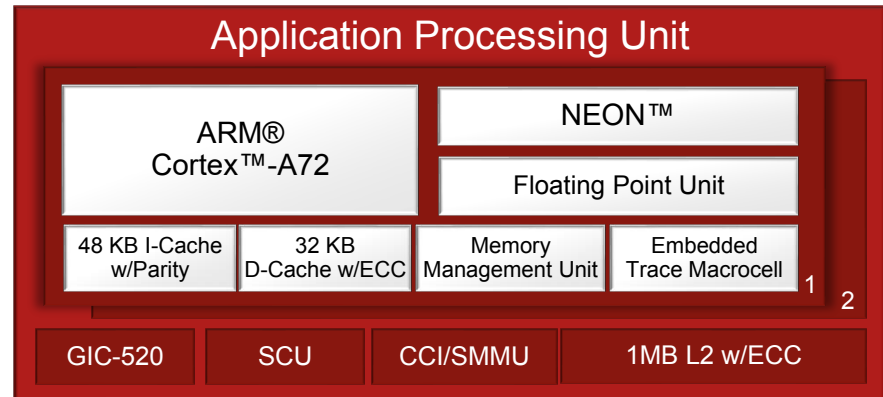 Application Processing Unit
ARM®
Cortex™-A72
NEON™
Floating Point Unit
48 KB I-Cache
w/Parity
32 KB
D-Cache w/ECC
Memory
Management Unit
Embedded
Trace Macrocell
1
2
GIC-520
SCU
CCI/SMMU
1MB L2 w/ECC